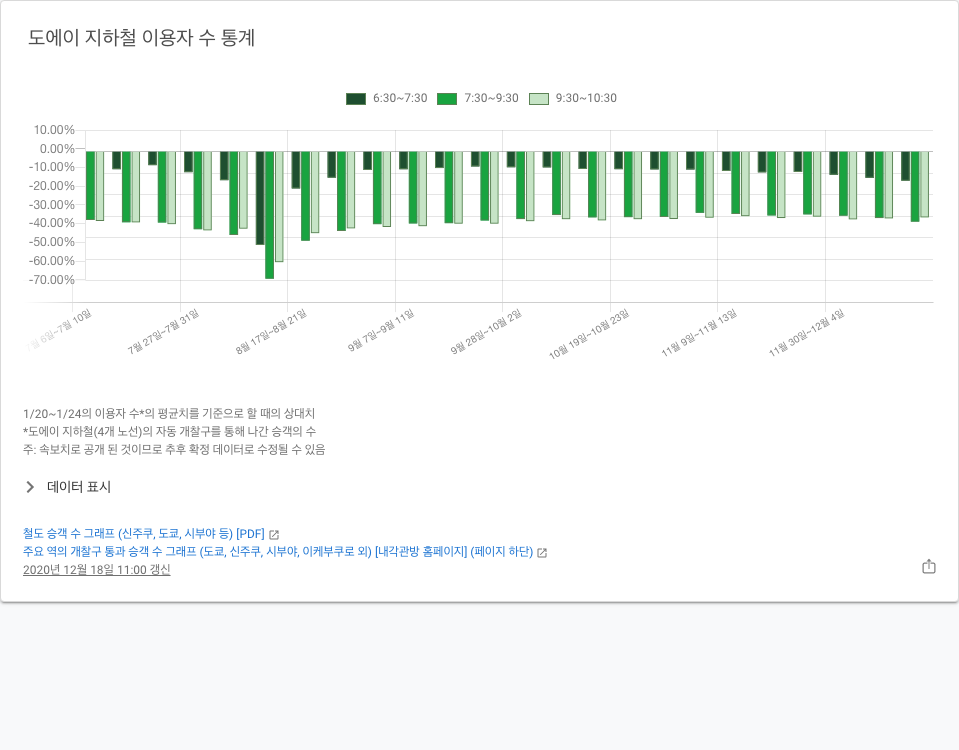 도에이 지하철 이용자 수 통계
6:30~7:30 7:30~9:30 9:30~10:30
10.00%
0.00%
-10.00%
-20.00%
-30.00%
-40.00%
-50.00%
-60.00%
-70.00%
6일~7월 10일
7월 27일~7월 31일
8월 17일~8월 21일
9월 7일~9월 11일
9월 28일~10월 2일
10월 19일~10월 23일
11월 9일~11월 13일
11월 30일~12월 4일
1/20~1/24의 이용자 수*의 평균치를 기준으로 할 때의 상대치
*도에이 지하철(4개 노선)의 자동 개찰구를 통해 나간 승객의 수
주: 속보치로 공개 된 것이므로 추후 확정 데이터로 수정될 수 있음
데이터 표시
철도 승객 수 그래프 (신주쿠, 도쿄, 시부야 등) [PDF]
주요 역의 개찰구 통과 승객 수 그래프 (도쿄, 신주쿠, 시부야, 이케부쿠로 외) [내각관방 홈페이지] (페이지 하단)
2020년 12월 18일 11:00 갱신